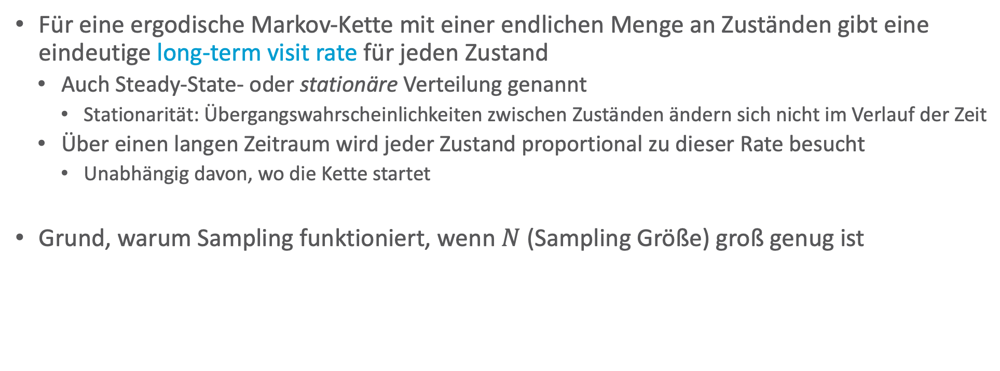 • Für eine ergodische Markov-Kette mit einer endlichen Menge an Zuständen gibt eine
eindeutige long-term visit rate für jeden Zustand
• Auch Steady-State- oder stationäre Verteilung genannt
• Stationarität: Übergangswahrscheinlichkeiten zwischen Zuständen ändern sich nicht im Verlauf der Zeit
• Über einen langen Zeitraum wird jeder Zustand proportional zu dieser Rate besucht
• Unabhängig davon, wo die Kette startet
• Grund, warum Sampling funktioniert, wenn N (Sampling Größe) groß genug ist